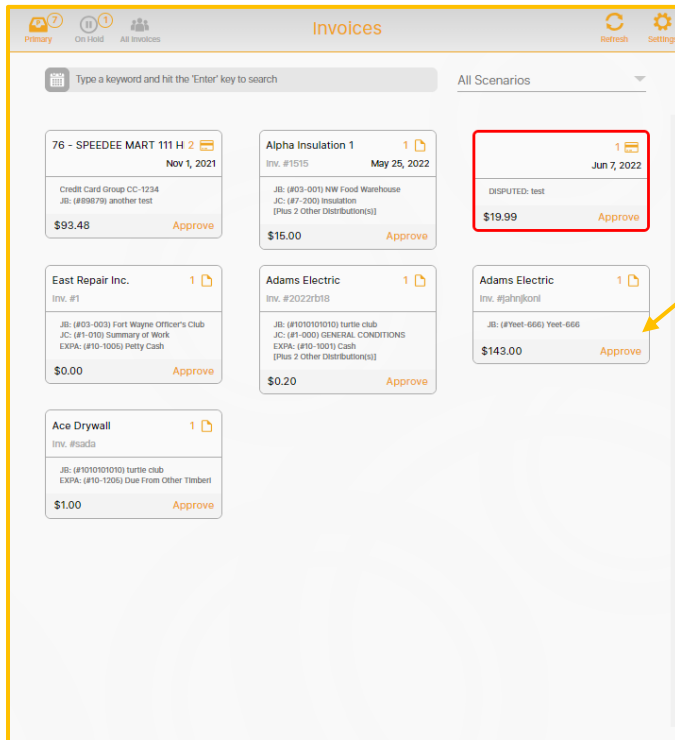 7
1
Primary
On Hold
All Invoices
Invoices
Refresh
Settings
Type a keyword and hit the 'Enter' key to search
All Scenarios
76 - SPEEDEE MART 111 H 2
Nov 1, 2021
Credit Card Group CC-1234
JB: (#89879) another test
$93.48 Approve
Alpha Insulation 1 1
Inv. #1515 May 25, 2022
JB: (#03-001) NW Food Warehouse
JC: (#7-200) Insulation
[Plus 2 Other Distribution(s)]
$15.00 Approve
1
Jun 7, 2022
DISPUTED: test
$19.99 Approve
East Repair Inc. 1
Inv. #1
JB: (#03-003) Fort Wayne Officer's Club
JC: (#1-010) Summary of Work
EXPA: (#10-1005) Petty Cash
$0.00 Approve
Adams Electric 1
Inv. #2022rb18
JB: (#1010101010) turtle club
JC: (#1-000) GENERAL CONDITIONS
EXPA: (#10-1001) Cash
[Plus 2 Other Distribution(s)]
$0.20 Approve
Adams Electric 1
Inv. #jahnjkonl
JB: (#Yeet-666) Yeet-666
$143.00 Approve
Ace Drywall 1
Inv. #sada
JB: (#1010101010) turtle club
EXPA: (#10-1205) Due From Other Timberl
$1.00 Approve